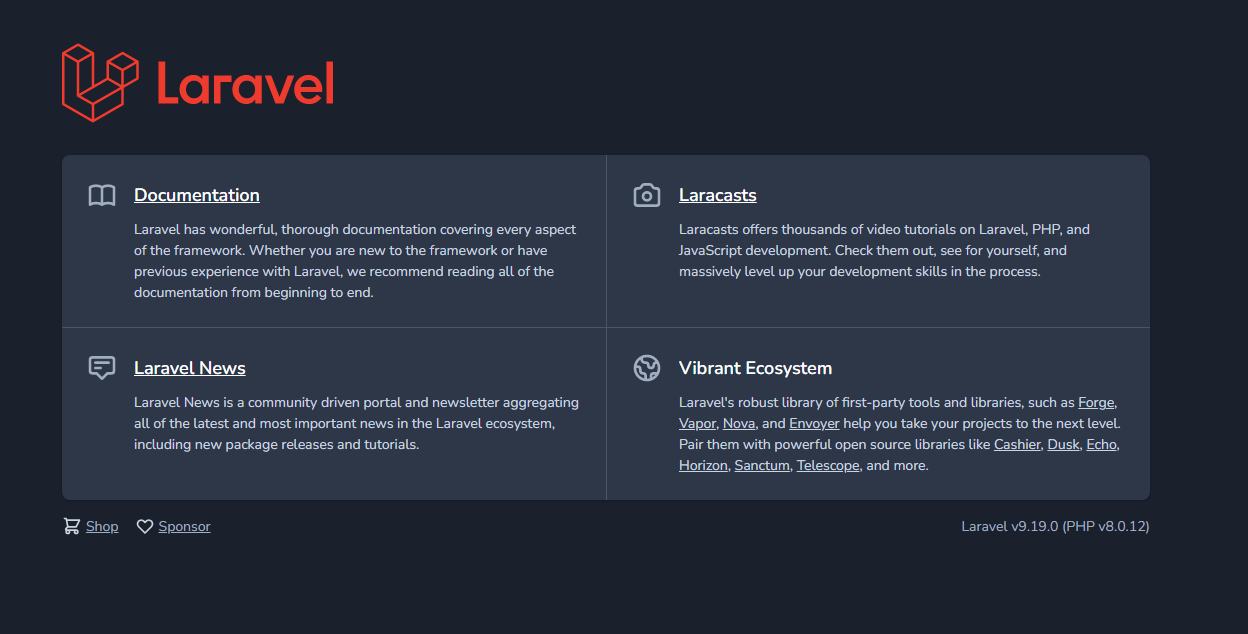 Laravel
Documentation
Laravel has wonderful, thorough documentation covering every aspect
of the framework. Whether you are new to the framework or have
previous experience with Laravel, we recommend reading all of the
documentation from beginning to end.
Laracasts
Laracasts offers thousands of video tutorials on Laravel, PHP, and
JavaScript development. Check them out, see for yourself, and
massively level up your development skills in the process.
Laravel News
Laravel News is a community driven portal and newsletter aggregating
all of the latest and most important news in the Laravel ecosystem,
including new package releases and tutorials.
Vibrant Ecosystem
Laravel's robust library of first-party tools and libraries, such as Forge,
Vapor, Nova, and Envoyer help you take your projects to the next level.
Pair them with powerful open source libraries like Cashier, Dusk, Echo,
Horizon, Sanctum, Telescope, and more.
Shop
Sponsor
Laravel v9.19.0 (PHP v8.0.12)